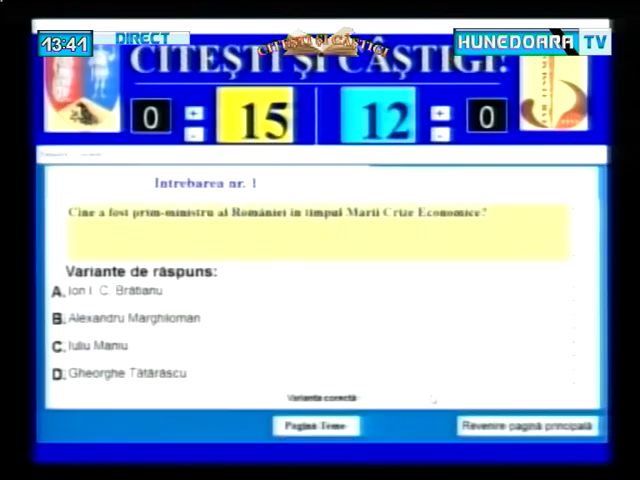 13:41 DIRECT
CITEŞTI ŞI CÂŞTIGI
HUNEDOARA TV
CITEŞTI ŞI CÂŞTIGI!
0 + - 15 12 + - 0
Intrebarea nr. 1
Cine a fost prim-ministru al României in timpul Marii Crize Economice?
Variante de răspuns:
A. Ion I. C. Brătianu
B. Alexandru Marghiloman
C. Iuliu Maniu
D. Gheorghe Tătărăscu
Varianta corectă
Pagină Teme
Revenire pagină principală